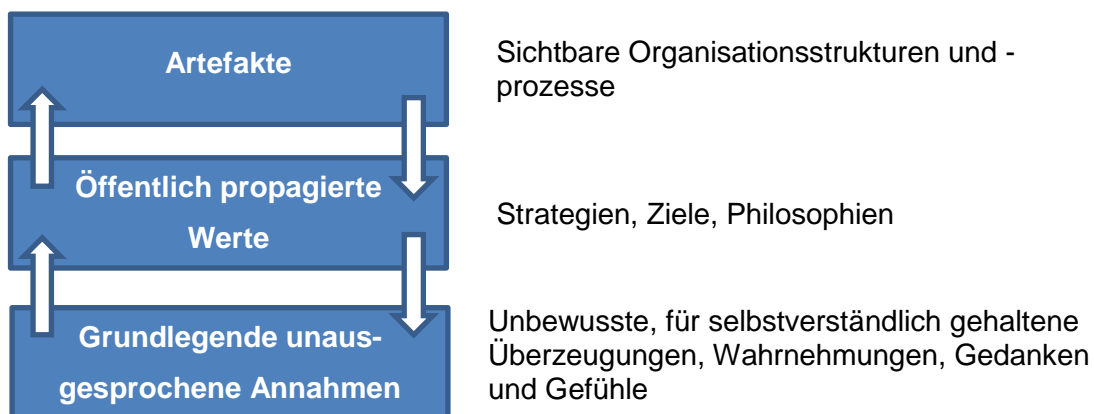 Artefakte
Sichtbare Organisationsstrukturen und -
prozesse
Öffentlich propagierte
Werte
Strategien, Ziele, Philosophien
Grundlegende unaus-
gesprochene Annahmen
Unbewusste, für selbstverständlich gehaltene
Überzeugungen, Wahrnehmungen, Gedanken
und Gefühle